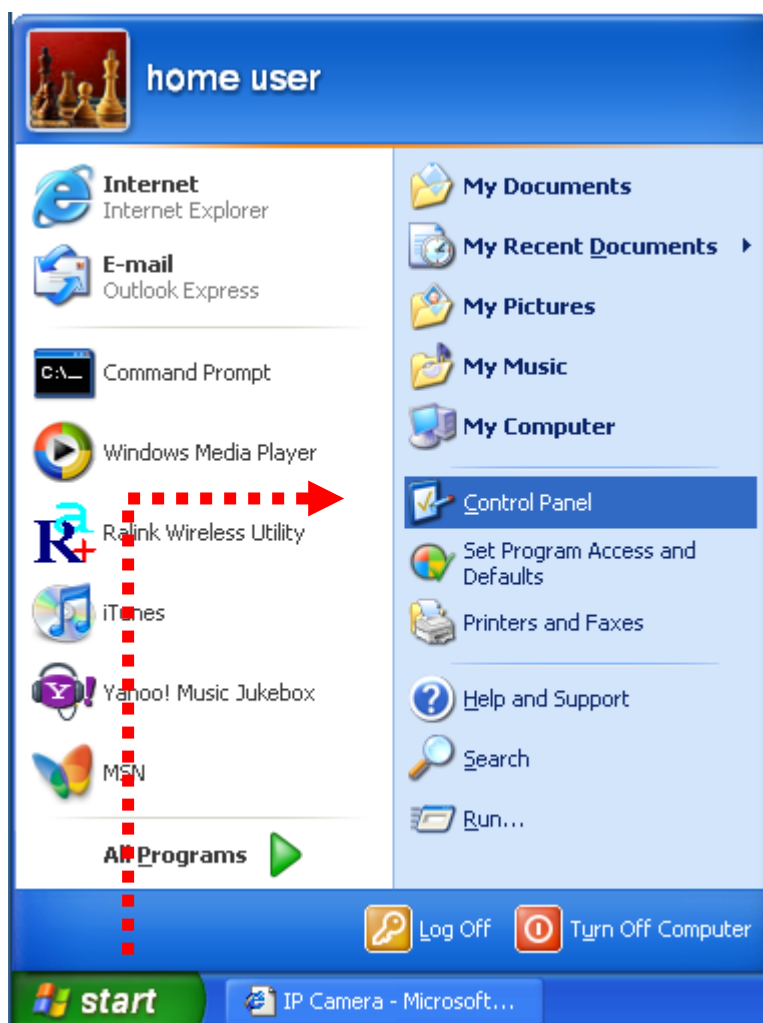 home user
Internet
Internet Explorer
E-mail
Outlook Express
C:\_
Command Prompt
Windows Media Player
Ralink Wireless Utility
iTunes
Yahoo! Music Jukebox
MSN
All Programs
My Documents
My Recent Documents
My Pictures
My Music
My Computer
Control Panel
Set Program Access and
Defaults
Printers and Faxes
Help and Support
Search
Run...
Log Off
Turn Off Computer
start
IP Camera - Microsoft...